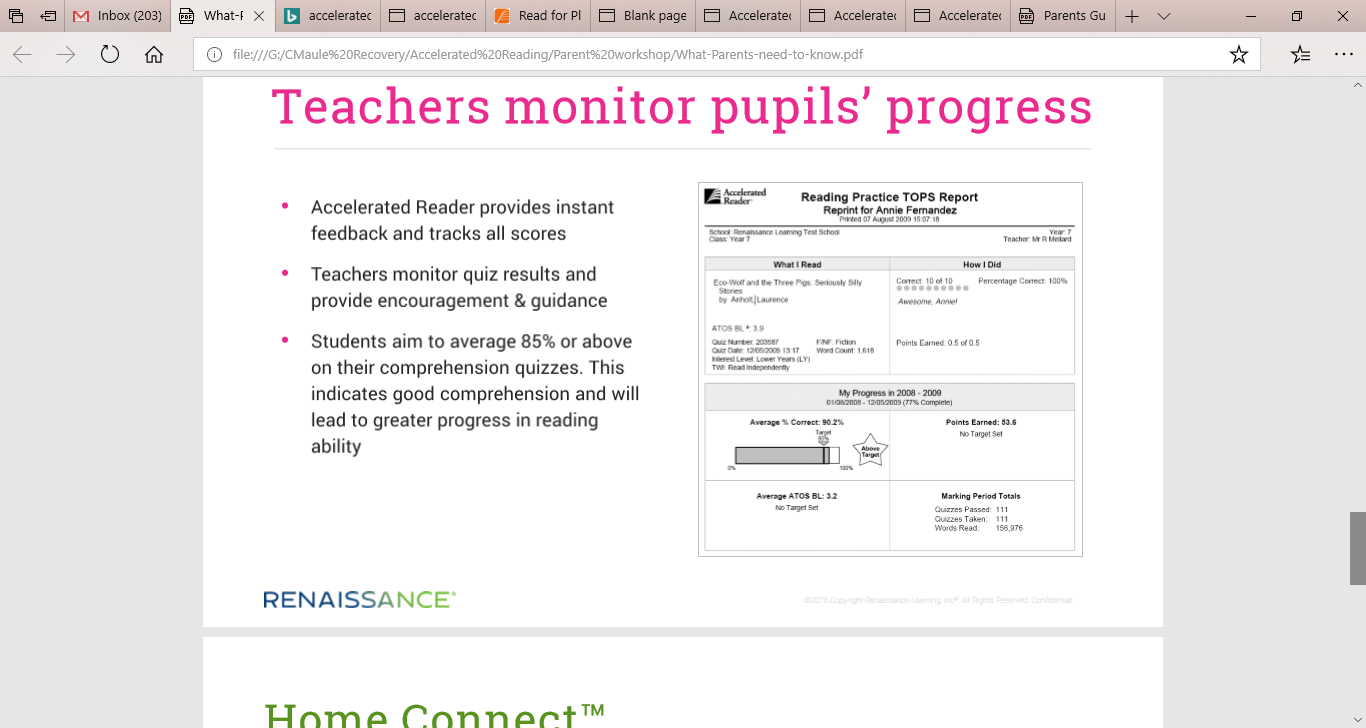 Inbox (203)
What-F
accelerated
accelerated
Read for Pl
Blank page
Accelerated
Accelerated
Accelerated
Parents Gu
file:///G:/CMaule%20Recovery/Accelerated%20Reading/Parent%20workshop/What-Parents-need-to-know.pdf
Teachers monitor pupils’ progress
• Accelerated Reader provides instant
feedback and tracks all scores
• Teachers monitor quiz results and
provide encouragement & guidance
• Students aim to average 85% or above
on their comprehension quizzes. This
indicates good comprehension and will
lead to greater progress in reading
ability
Accelerated
Reader
Reading Practice TOPS Report
Reprint for Annie Fernandez
Printed 07 August 2009 15:07:18
School: Renaissance Learning Test School
Class: Year 7
Year: 7
Teacher: Mr R Mellard
What I Read
How I Did
Eco-Wolf and the Three Pigs. Seriously Silly
Stories
by Anholt, Laurence
Correct: 10 of 10 Percentage Correct: 100%
Awesome, Annie!
ATOS BL *: 3.9
Quiz Number: 203587 F/NF: Fiction
Quiz Date: 12/05/2009 13:17 Word Count: 1,618
Interest Level: Lower Years (LY)
TWI: Read Independently
Points Earned: 0.5 of 0.5
My Progress in 2008 - 2009
01/08/2008 - 12/05/2009 (77% Complete)
Average % Correct: 90.2%
Target
85%
Above
Target
0%
100%
Points Earned: 53.6
No Target Set
Average ATOS BL: 3.2
No Target Set
Marking Period Totals
Quizzes Passed: 111
Quizzes Taken: 111
Words Read: 156,976
RENAISSANCE®
©2016 Copyright Renaissance Learning, Inc®. All Rights Reserved. Confidential
Home Connect™